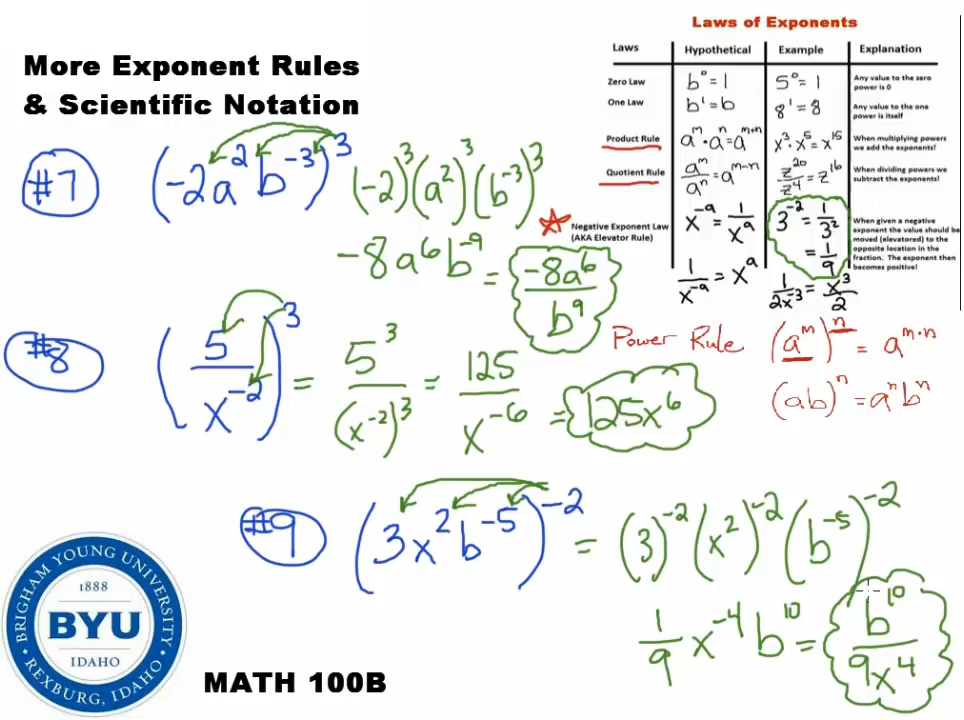 Laws of Exponents
More Exponent Rules
& Scientific Notation
Laws Hypothetical Example Explanation
Zero Law b⁰ = 1 5⁰ = 1 Any value to the zero power is 0
One Law b¹ = b 8¹ = 8 Any value to the one power is itself
Product Rule aᵐ · aⁿ = aᵐ⁺ⁿ x³ · x⁵ = x¹⁵ When multiplying powers we add the exponents!
Quotient Rule aᵐ/aⁿ = aᵐ⁻ⁿ z²⁰/z⁴ = z¹⁶ When dividing powers we subtract the exponents!
Negative Exponent Law (AKA Elevator Rule) x⁻ᵃ = 1/xᵃ 3⁻² = 1/3² = 1/9 When given a negative exponent the value should be moved (elevatored) to the opposite location in the fraction. The exponent then becomes positive!
1/x⁻ᵃ = xᵃ 1/2x⁻³ = x³/2
#7 (-2a²b⁻³)³ (-2)³(a²)³(b⁻³)³
-8a⁶b⁻⁹ = -8a⁶/b⁹
Power Rule (aᵐ)ⁿ = aᵐ·ⁿ
(ab)ⁿ = aⁿbⁿ
#8 (5/x⁻²)³ = 5³/(x⁻²)³ = 125/x⁻⁶ = 125x⁶
#9 (3x²b⁻⁵)⁻² = (3)⁻²(x²)⁻²(b⁻⁵)⁻²
1/9 x⁻⁴b¹⁰ = b¹⁰/9x⁴
BRIGHAM YOUNG UNIVERSITY
1888
BYU
IDAHO
• REXBURG, IDAHO •
MATH 100B